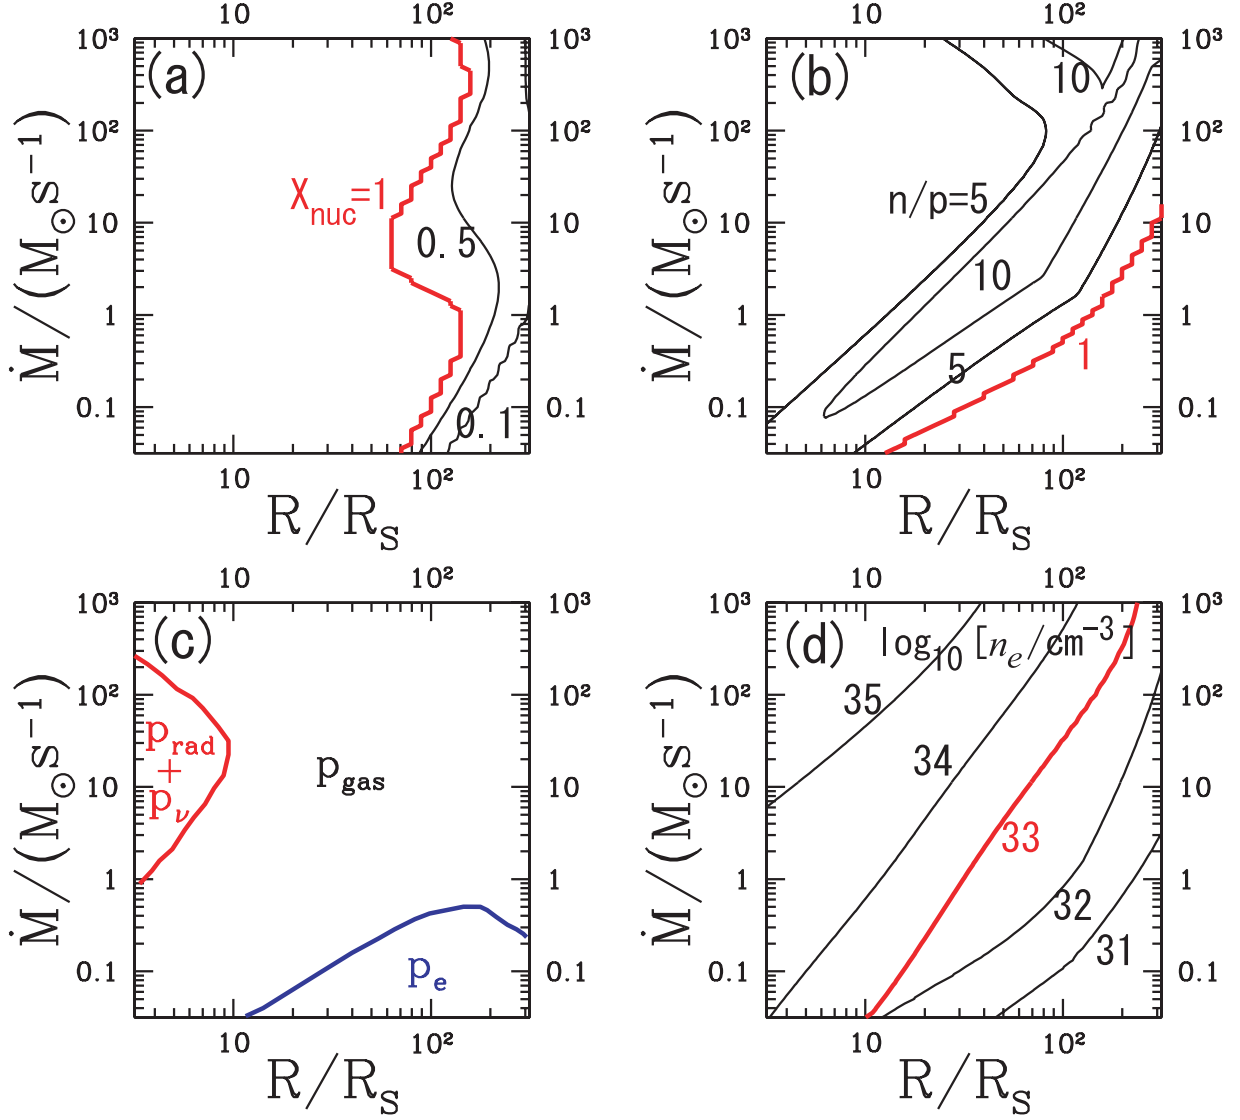 10 10²
10³ 10³
(a)
10² 10²
X_nuc=1
10 10
0.5
1 1
0.1 0.1
0.1
10 10²
R/R_S
Ṁ/(M_⊙ s⁻¹)
10 10²
10³ 10³
(b)
10
10² 10²
n/p=5
10 10
10
1 1
1
5
0.1 0.1
10 10²
R/R_S
Ṁ/(M_⊙ s⁻¹)
10 10²
10³ 10³
(c)
10² 10²
p_rad
+
p_ν
p_gas
10 10
1 1
p_e
0.1 0.1
10 10²
R/R_S
Ṁ/(M_⊙ s⁻¹)
10 10²
10³ 10³
(d) log₁₀ [n_e/cm⁻³]
10² 10²
35
34
10 10
33
1 1
32
31
0.1 0.1
10 10²
R/R_S
Ṁ/(M_⊙ s⁻¹)